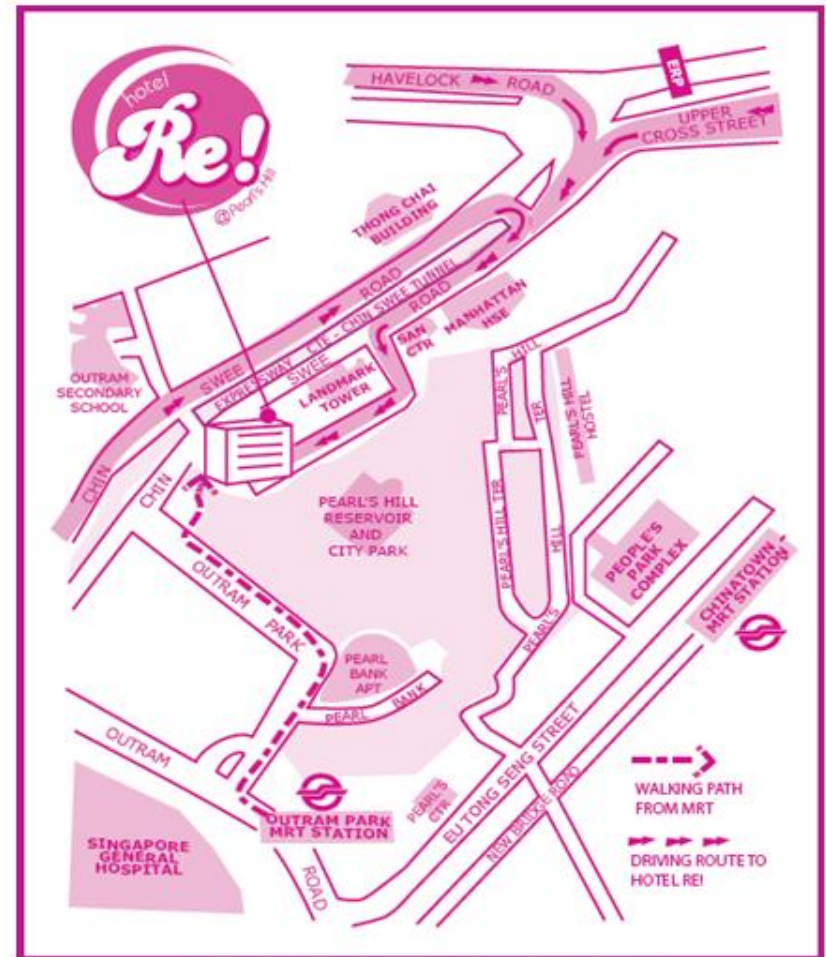 hotel
Re!
@Pearl's Hill
HAVELOCK ROAD
ERP
UPPER
CROSS STREET
THONG CHAI
BUILDING
CHIN SWEE ROAD
EXPRESSWAY CTE - CHIN SWEE TUNNEL
CHIN SWEE ROAD
OUTRAM
SECONDARY
SCHOOL
LANDMARK
TOWER
SAN
CTR
MANHATTAN
HSE
PEARL'S HILL
TER
PEARL'S HILL
HOSTEL
PEARL'S HILL TER
PEARL'S HILL
PEARL'S HILL
RESERVOIR
AND
CITY PARK
PEOPLE'S
PARK
COMPLEX
CHINATOWN -
MRT STATION
OUTRAM PARK
PEARL
BANK
APT
PEARL BANK
OUTRAM ROAD
SINGAPORE
GENERAL
HOSPITAL
OUTRAM PARK
MRT STATION
PEARL'S
CTR
EU TONG SENG STREET
NEW BRIDGE ROAD
WALKING PATH
FROM MRT
DRIVING ROUTE TO
HOTEL RE!